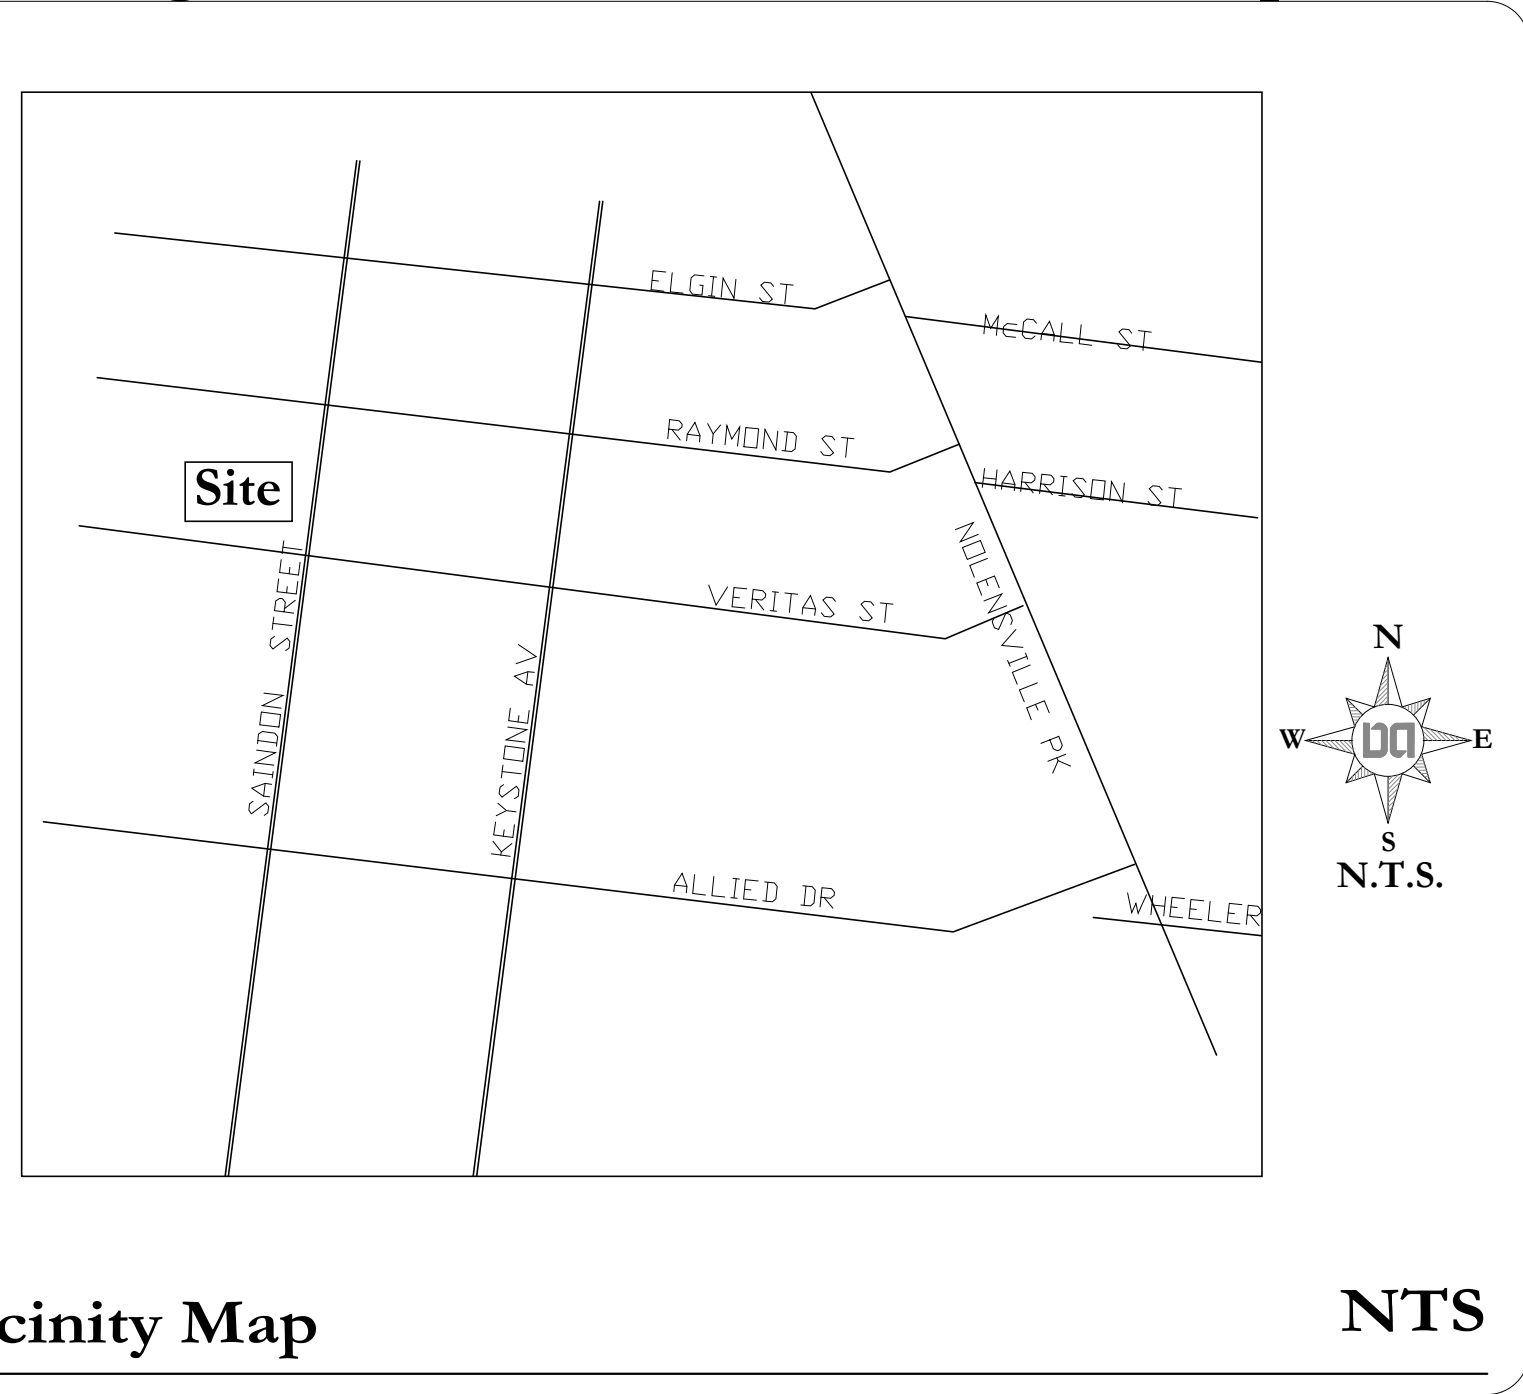 ELGIN ST
McCALL ST
RAYMOND ST
Site
HARRISON ST
NOLENSVILLE PK
SAINDON STREET
VERITAS ST
KEYSTONE AV
ALLIED DR
WHEELER
N
W
E
S
N.T.S.
cinity Map
NTS